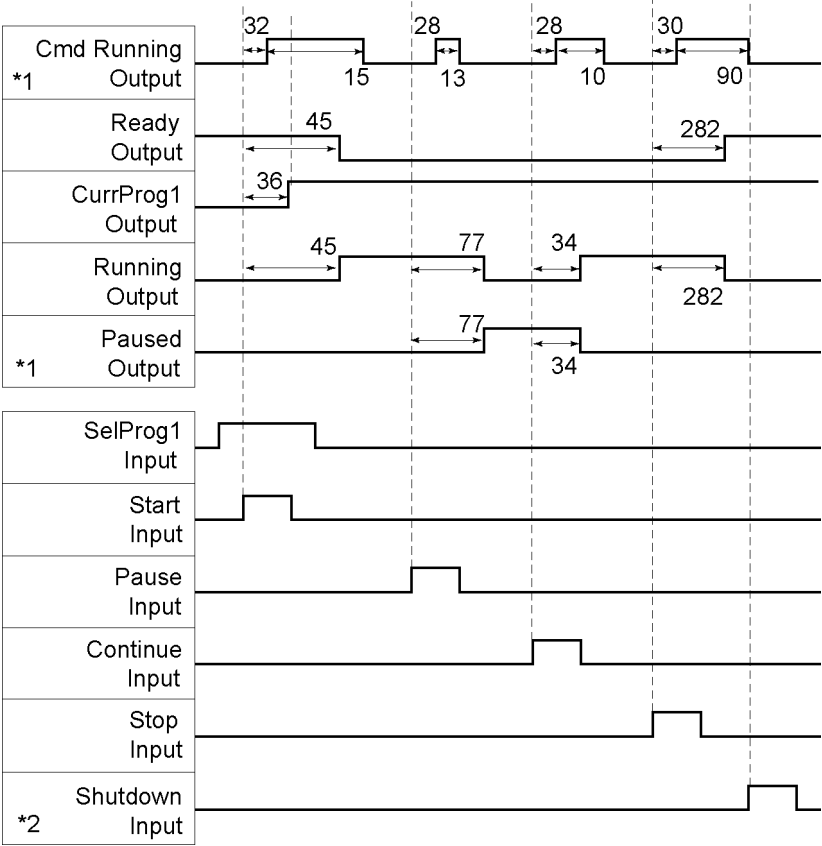 32 28 28 30
Cmd Running
*1 Output 15 13 10 90
Ready 45 282
Output
CurrProg1 36
Output
Running 45 77 34
Output 282
Paused 77
*1 Output 34
SelProg1
Input
Start
Input
Pause
Input
Continue
Input
Stop
Input
Shutdown
*2 Input